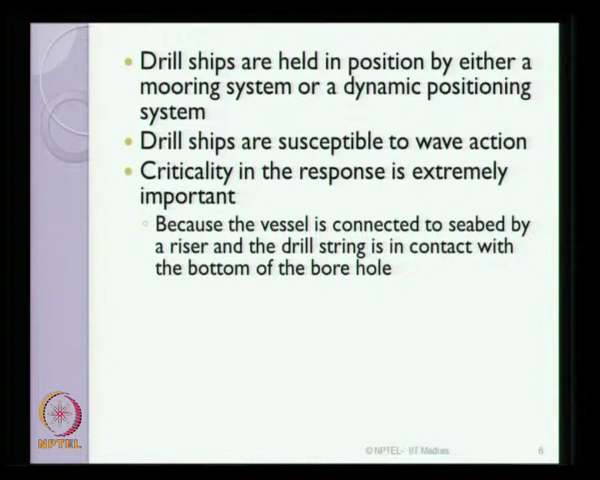 Drill ships are held in position by either a
mooring system or a dynamic positioning
system
Drill ships are susceptible to wave action
Criticality in the response is extremely
important
Because the vessel is connected to seabed by
a riser and the drill string is in contact with
the bottom of the bore hole
NPTEL
© NPTEL- IIT Madras
6